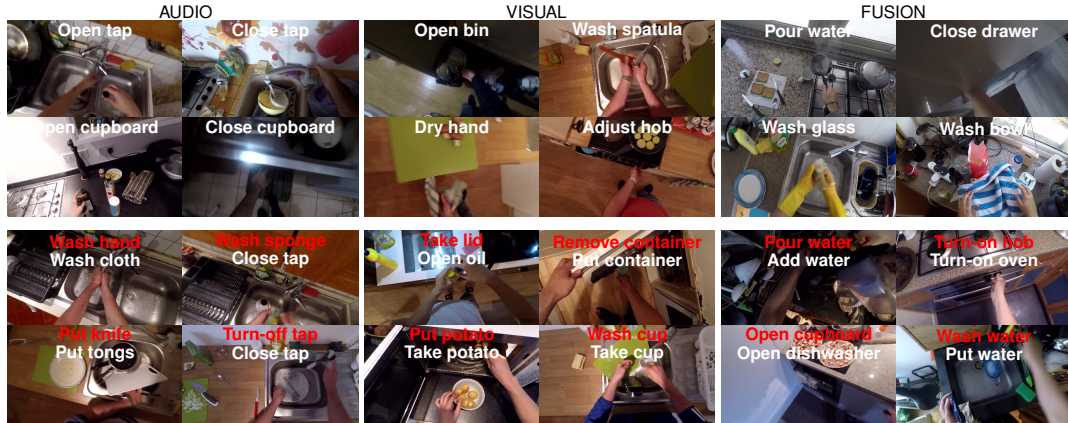 AUDIO
VISUAL
FUSION
Open tap
Close tap
Open bin
Wash spatula
Pour water
Close drawer
Open cupboard
Close cupboard
Dry hand
Adjust hob
Wash glass
Wash bowl
Wash hand
Wash cloth
Wash sponge
Close tap
Take lid
Open oil
Remove container
Put container
Pour water
Add water
Turn-on hob
Turn-on oven
Put knife
Put tongs
Turn-off tap
Close tap
Put potato
Take potato
Wash cup
Take cup
Open cupboard
Open dishwasher
Wash water
Put water